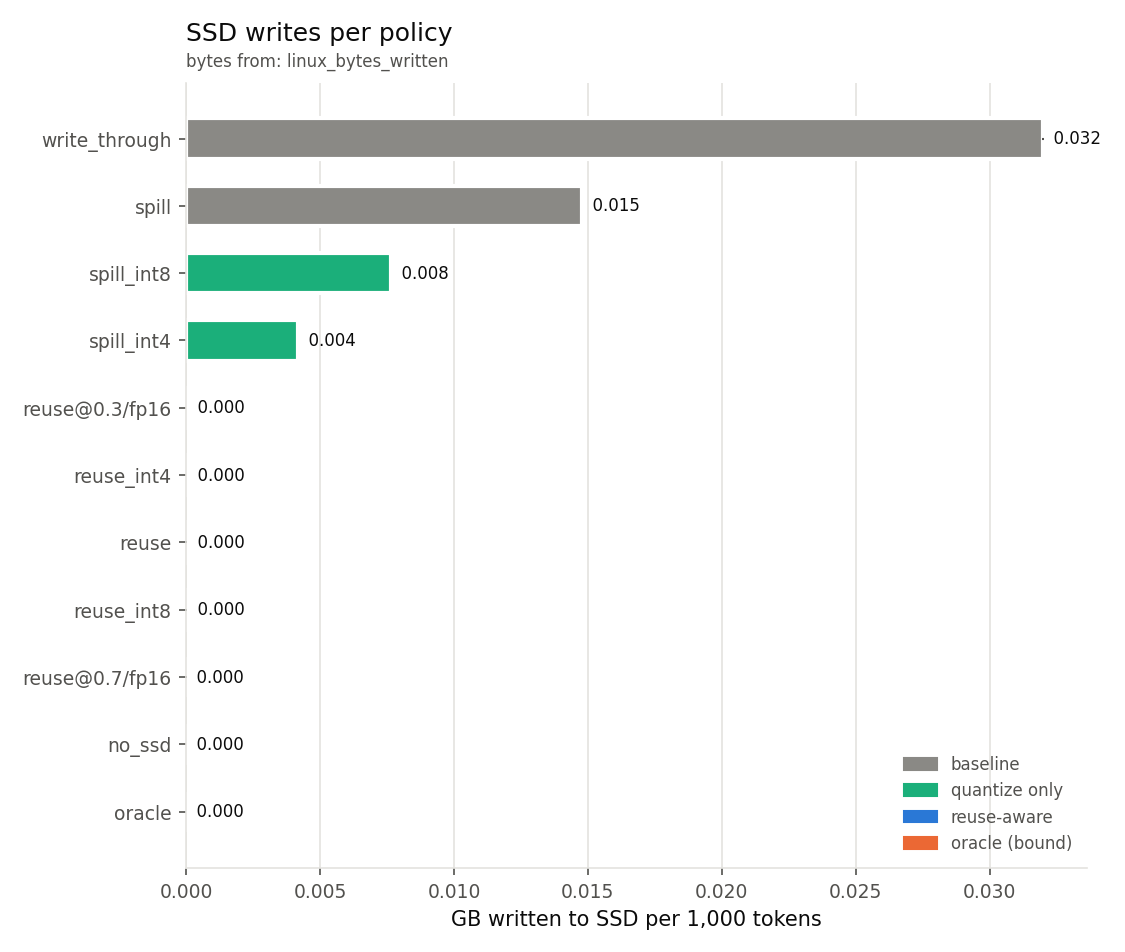 SSD writes per policy
bytes from: linux_bytes_written
write_through 0.032
spill 0.015
spill_int8 0.008
spill_int4 0.004
reuse@0.3/fp16 0.000
reuse_int4 0.000
reuse 0.000
reuse_int8 0.000
reuse@0.7/fp16 0.000
no_ssd 0.000
oracle 0.000
baseline
quantize only
reuse-aware
oracle (bound)
0.000 0.005 0.010 0.015 0.020 0.025 0.030
GB written to SSD per 1,000 tokens